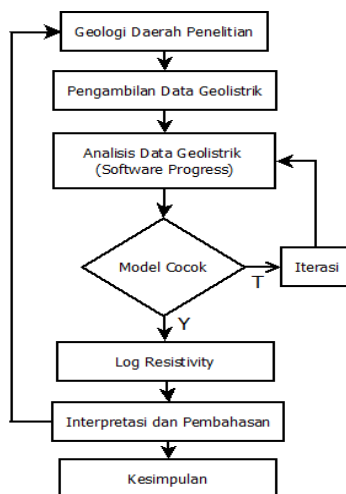 Geologi Daerah Penelitian
Pengambilan Data Geolistrik
Analisis Data Geolistrik
(Software Progress)
Model Cocok
T
Iterasi
Y
Log Resistivity
Interpretasi dan Pembahasan
Kesimpulan